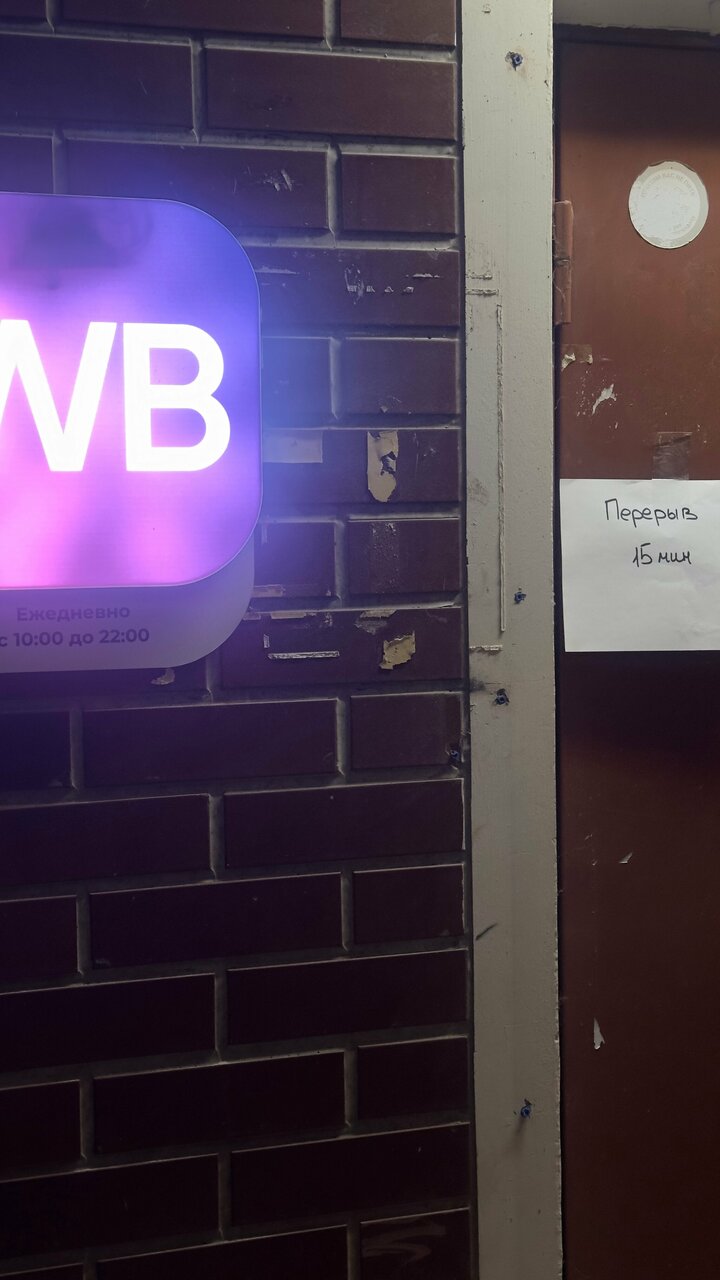 WB
Ежедневно
с 10:00 до 22:00
Перерыв
15 мин